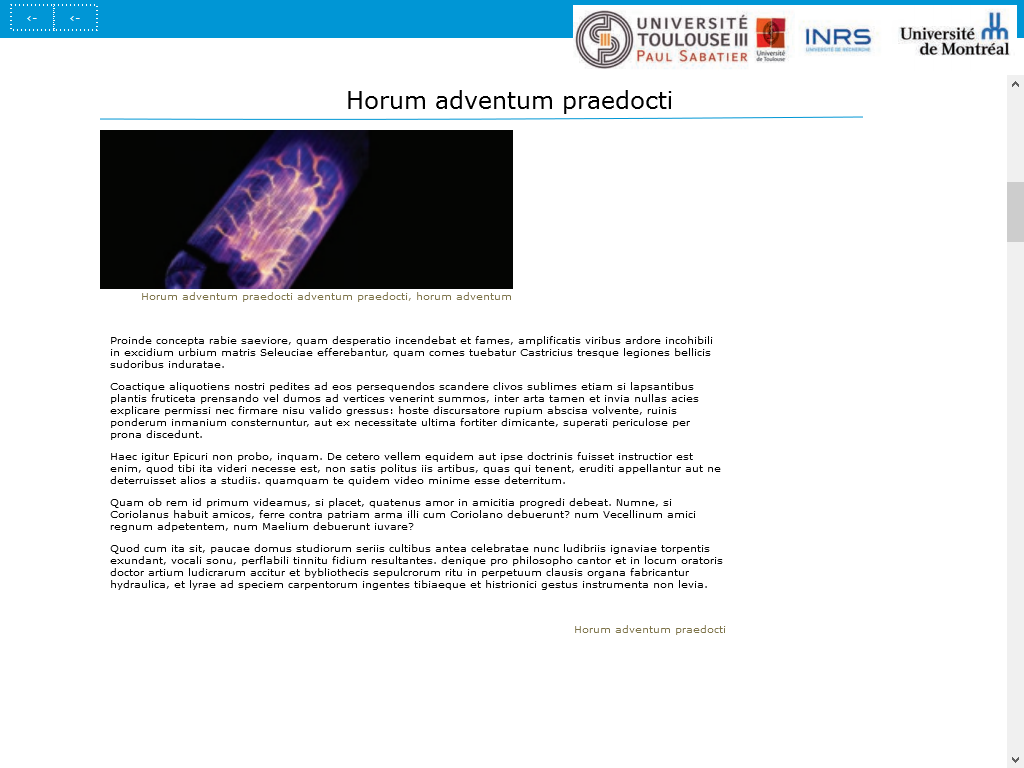 <- <-
UNIVERSITÉ
TOULOUSE III
PAUL SABATIER
Université
de Toulouse
INRS
UNIVERSITÉ DE RECHERCHE
Université
de Montréal
Horum adventum praedocti
Horum adventum praedocti adventum praedocti, horum adventum
Proinde concepta rabie saeviore, quam desperatio incendebat et fames, amplificatis viribus ardore incohibili
in excidium urbium matris Seleuciae efferebantur, quam comes tuebatur Castricius tresque legiones bellicis
sudoribus induratae.
Coactique aliquotiens nostri pedites ad eos persequendos scandere clivos sublimes etiam si lapsantibus
plantis fruticeta prensando vel dumos ad vertices venerint summos, inter arta tamen et invia nullas acies
explicare permissi nec firmare nisu valido gressus: hoste discursatore rupium abscisa volvente, ruinis
ponderum inmanium consternuntur, aut ex necessitate ultima fortiter dimicante, superati periculose per
prona discedunt.
Haec igitur Epicuri non probo, inquam. De cetero vellem equidem aut ipse doctrinis fuisset instructior est
enim, quod tibi ita videri necesse est, non satis politus iis artibus, quas qui tenent, eruditi appellantur aut ne
deterruisset alios a studiis. quamquam te quidem video minime esse deterritum.
Quam ob rem id primum videamus, si placet, quatenus amor in amicitia progredi debeat. Numne, si
Coriolanus habuit amicos, ferre contra patriam arma illi cum Coriolano debuerunt? num Vecellinum amici
regnum adpetentem, num Maelium debuerunt iuvare?
Quod cum ita sit, paucae domus studiorum seriis cultibus antea celebratae nunc ludibriis ignaviae torpentis
exundant, vocali sonu, perflabili tinnitu fidium resultantes. denique pro philosopho cantor et in locum oratoris
doctor artium ludicrarum accitur et bybliothecis sepulcrorum ritu in perpetuum clausis organa fabricantur
hydraulica, et lyrae ad speciem carpentorum ingentes tibiaeque et histrionici gestus instrumenta non levia.
Horum adventum praedocti